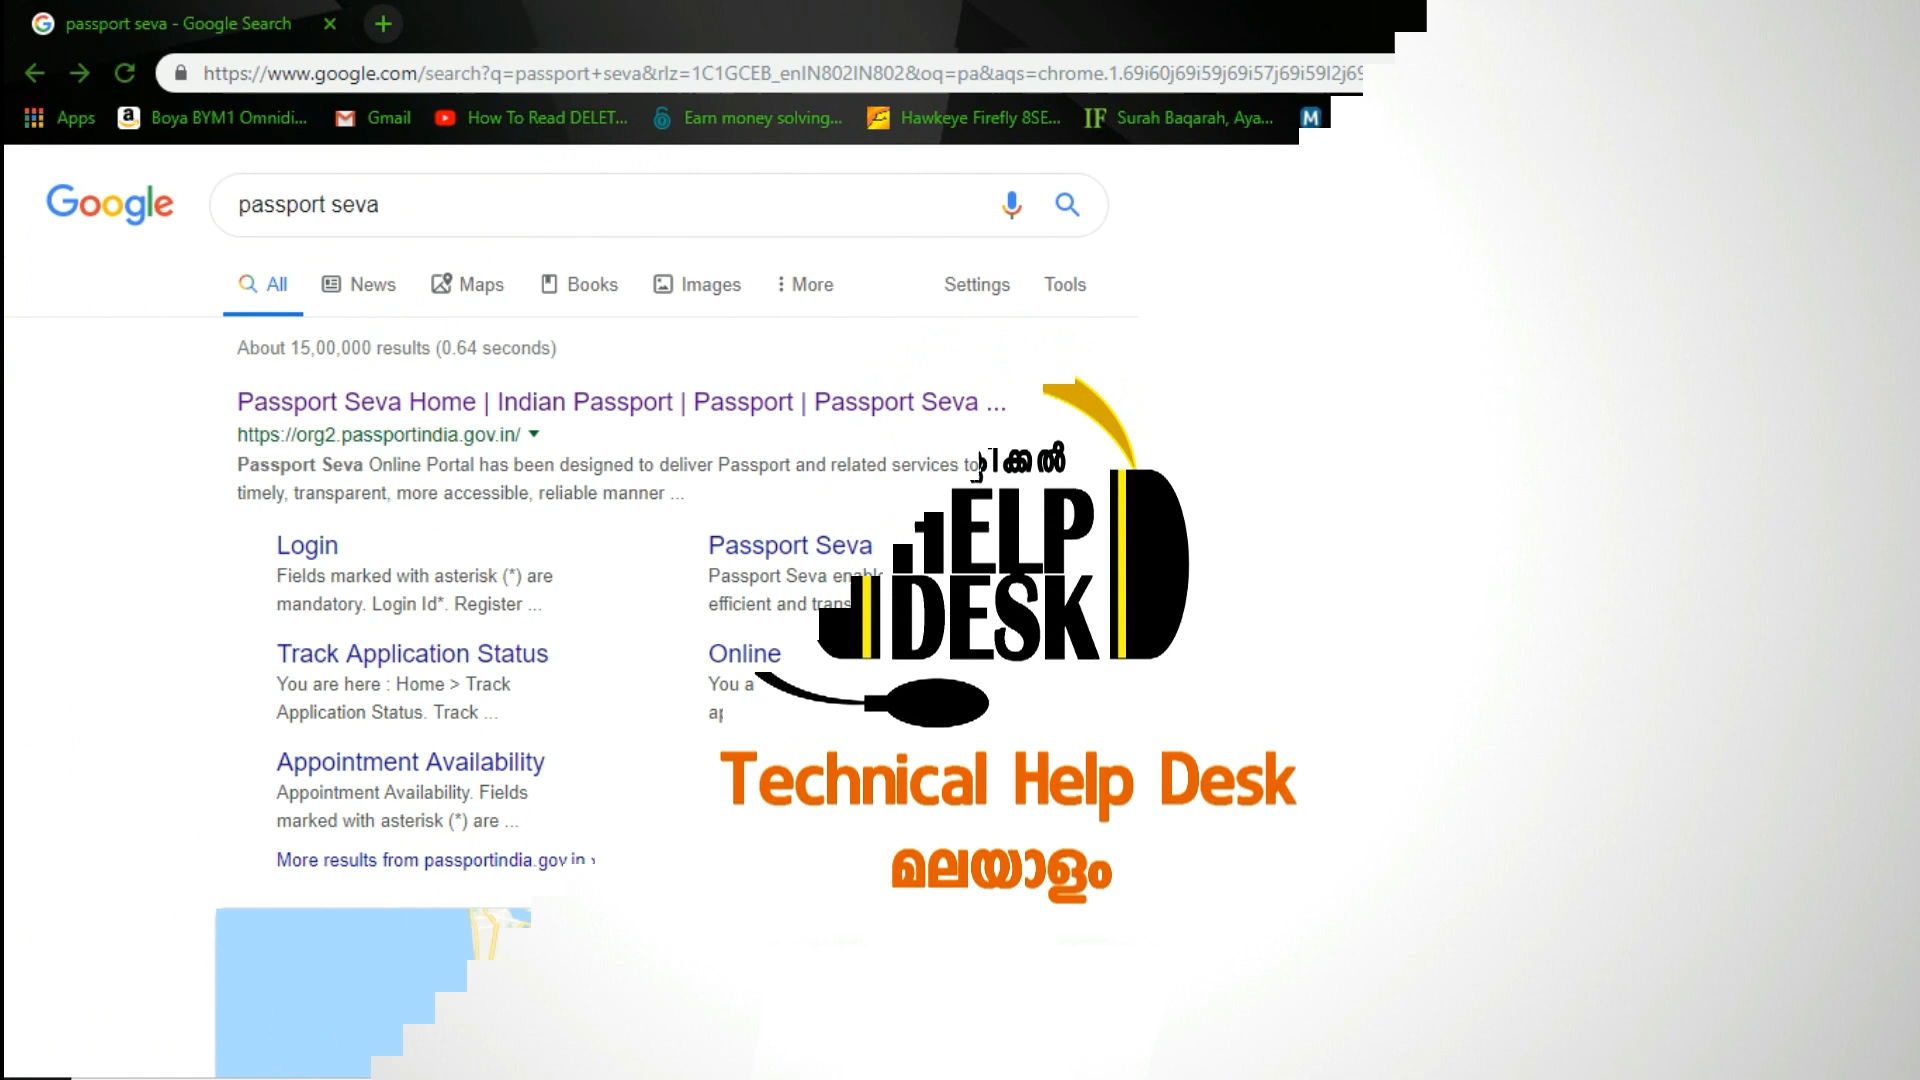 passport seva - Google Search
https://www.google.com/search?q=passport+seva&rlz=1C1GCEB_enIN802IN802&oq=pa&aqs=chrome.1.69i60j69i59j69i57j69i59l2j69
Apps Boya BYM1 Omnidi... Gmail How To Read DELET... Earn money solving... Hawkeye Firefly 8SE... IF Surah Baqarah, Aya... M
Google passport seva
All News Maps Books Images More Settings Tools
About 15,00,000 results (0.64 seconds)
Passport Seva Home | Indian Passport | Passport | Passport Seva ...
https://org2.passportindia.gov.in/
Passport Seva Online Portal has been designed to deliver Passport and related services to
timely, transparent, more accessible, reliable manner ...
Login
Fields marked with asterisk (*) are
mandatory. Login Id*. Register ...
Passport Seva
Passport Seva
efficient and trans
Track Application Status
You are here : Home > Track
Application Status. Track ...
Online
You a
Appointment Availability
Appointment Availability. Fields
marked with asterisk (*) are ...
More results from passportindia.gov.in
HELP
DESK
Technical Help Desk
മലയാളം